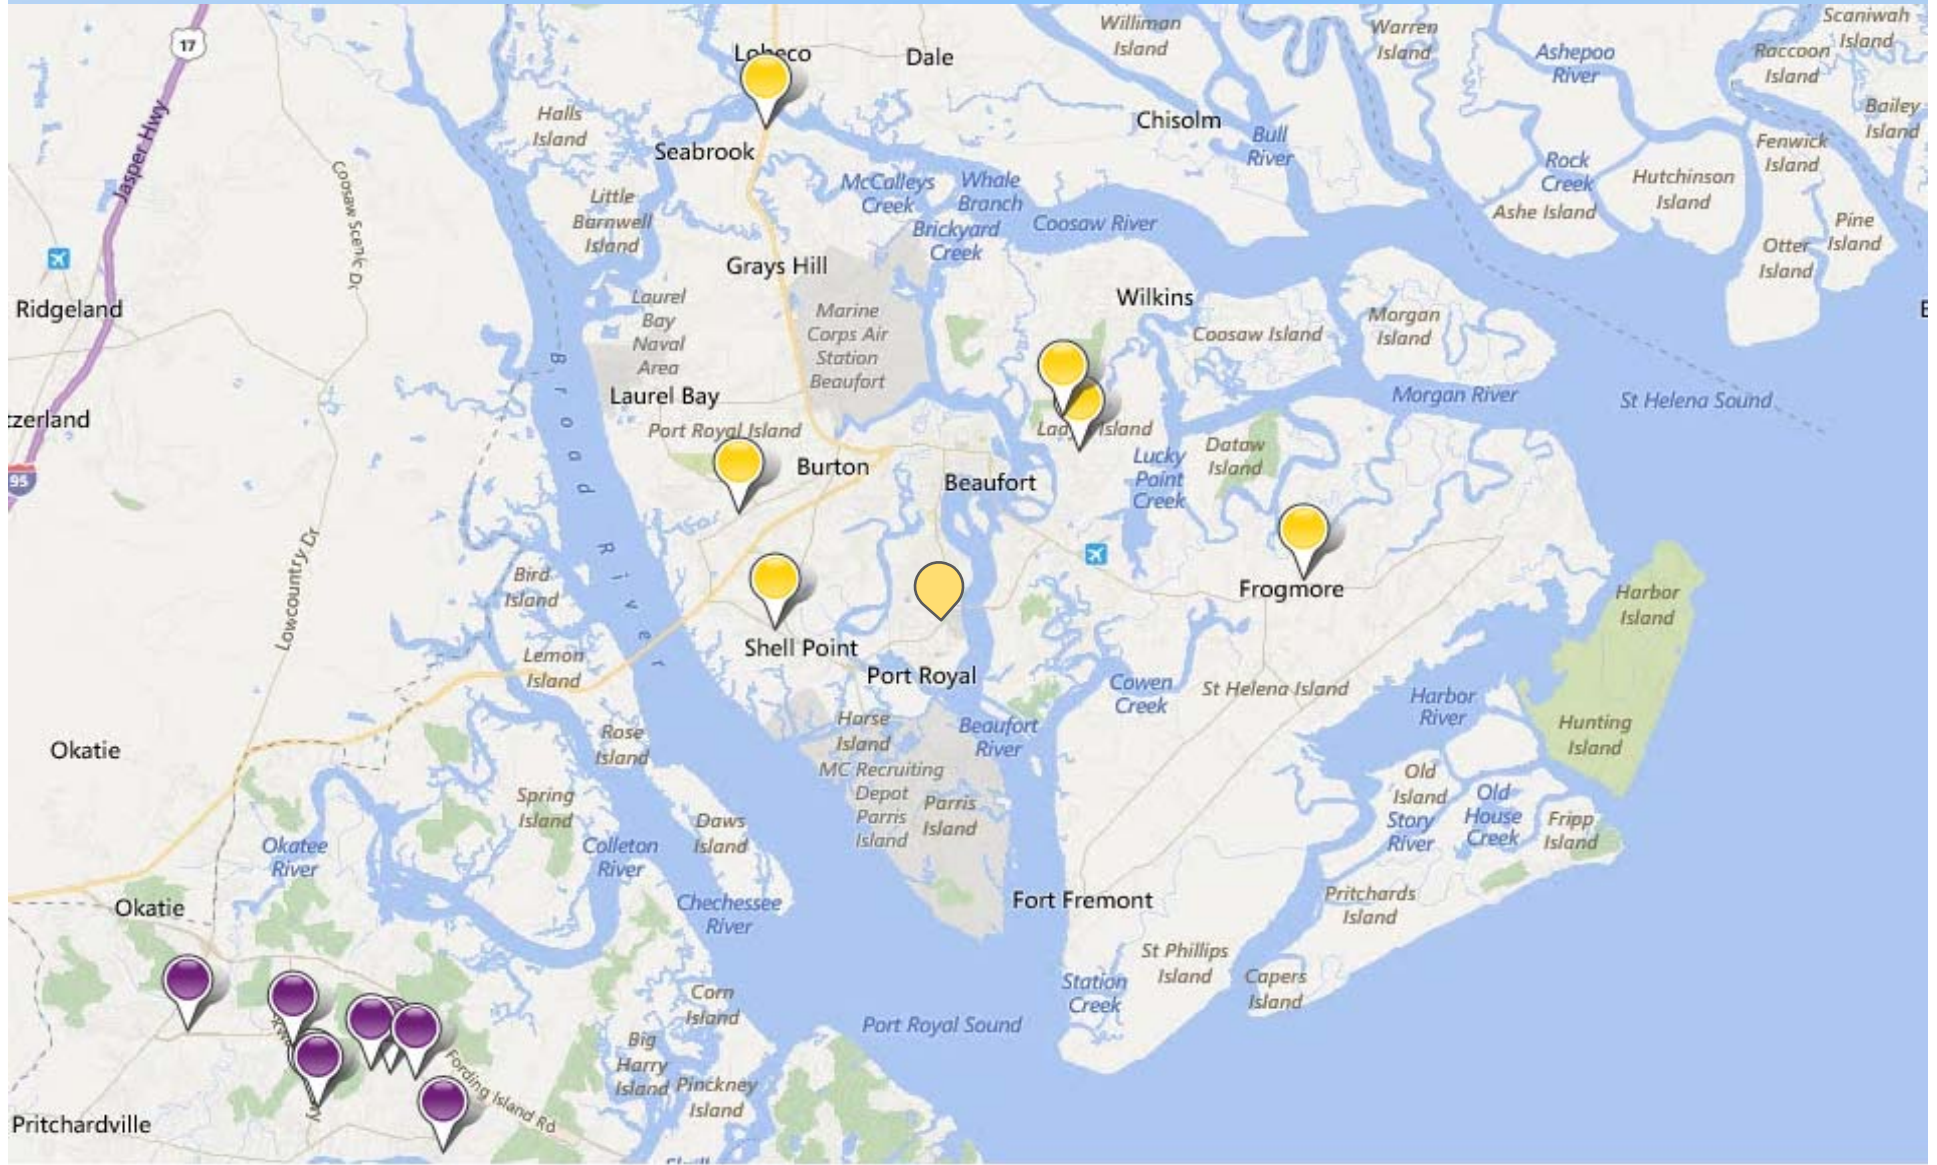 Williman
Island
Warren
Island
Scaniwah
Island
Raccoon
Island
Ashepoo
River
17
Lobeco
Dale
Jasper Hwy
Halls
Island
Bailey
Island
Chisolm
Bull
River
Fenwick
Island
Seabrook
Rock
Creek
Hutchinson
Island
Coosaw Scenic Dr
McCalleys
Creek
Whale
Branch
Little
Barnwell
Island
Ashe Island
Coosaw River
Brickyard
Creek
Pine
Island
Otter
Island
Grays Hill
Ridgeland
Laurel
Bay
Naval
Area
Marine
Corps Air
Station
Beaufort
Wilkins
Coosaw Island
Morgan
Island
Broad River
Laurel Bay
Morgan River
St Helena Sound
tzerland
Port Royal Island
Island
Dataw
Island
95
Burton
Beaufort
Lucky
Point
Creek
Lowcountry Dr
Bird
Island
Frogmore
Harbor
Island
Shell Point
Lemon
Island
Port Royal
Cowen
Creek
St Helena Island
Harbor
River
Horse
Island
Beaufort
River
Hunting
Island
Rose
Island
Okatie
MC Recruiting
Depot
Parris
Island
Parris
Island
Old
Island
Story
River
Old
House
Creek
Fripp
Island
Spring
Island
Daws
Island
Okatee
River
Colleton
River
Chechessee
River
Fort Fremont
Pritchards
Island
Okatie
St Phillips
Island
Capers
Island
Station
Creek
Corn
Island
Port Royal Sound
Big
Harry
Island
Pinckney
Island
Fording Island Rd
Pritchardville